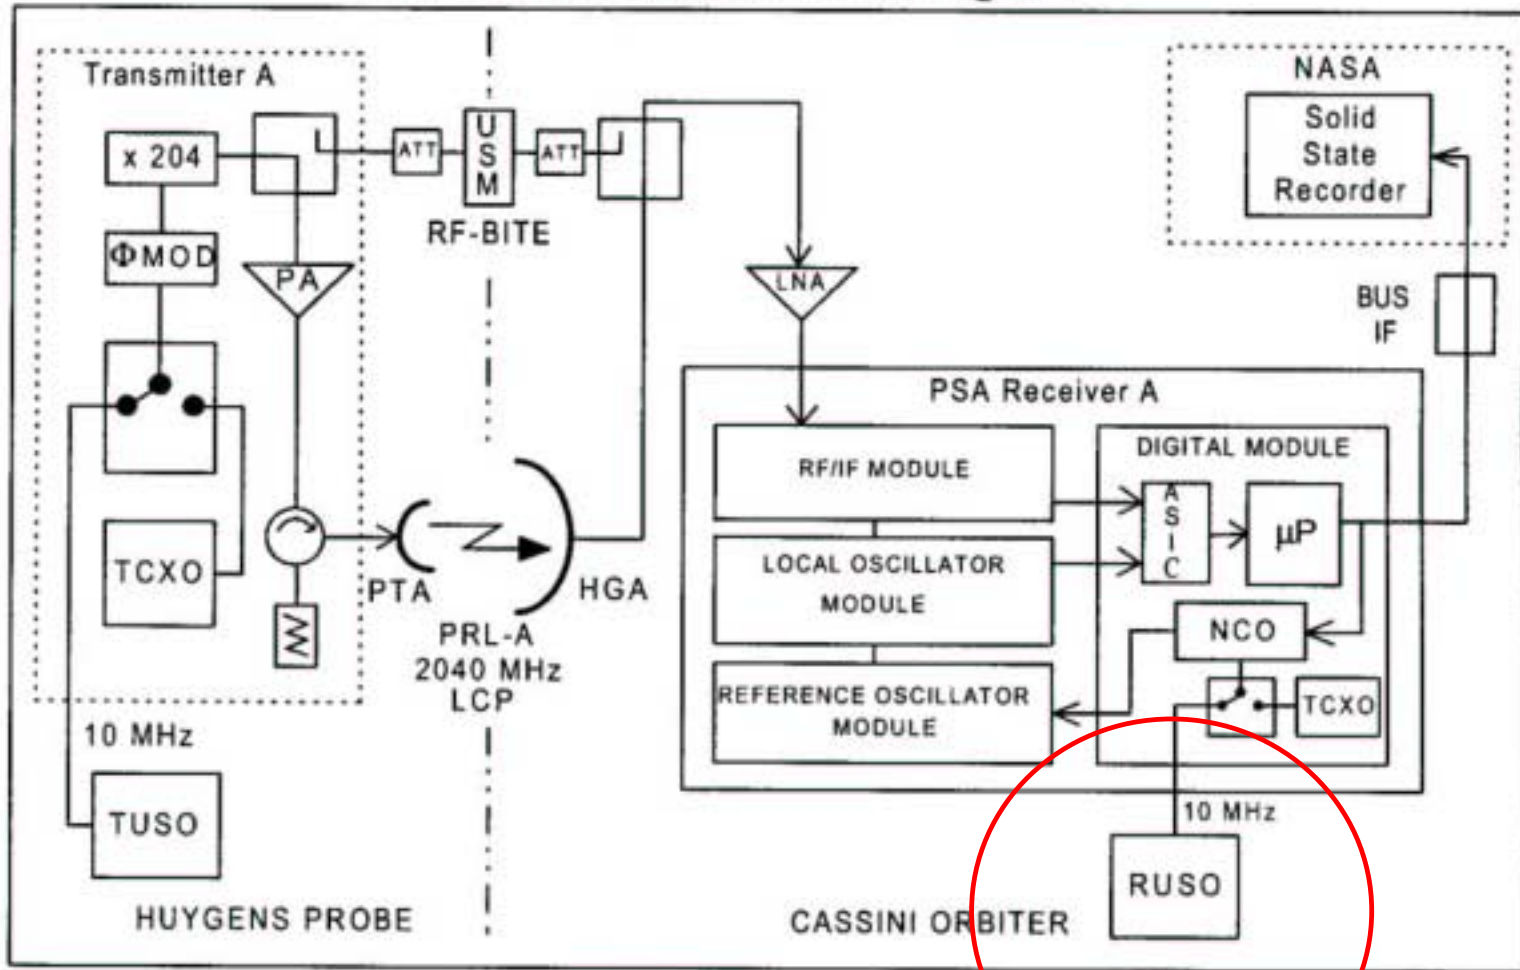 Transmitter A
x 204
ΦMOD
PA
TCXO
10 MHz
TUSO
HUYGENS PROBE
ATT
USM
ATT
RF-BITE
PTA
HGA
PRL-A
2040 MHz
LCP
LNA
NASA
Solid
State
Recorder
BUS
IF
PSA Receiver A
RF/IF MODULE
LOCAL OSCILLATOR
MODULE
REFERENCE OSCILLATOR
MODULE
DIGITAL MODULE
ASIC
µP
NCO
TCXO
10 MHz
RUSO
CASSINI ORBITER